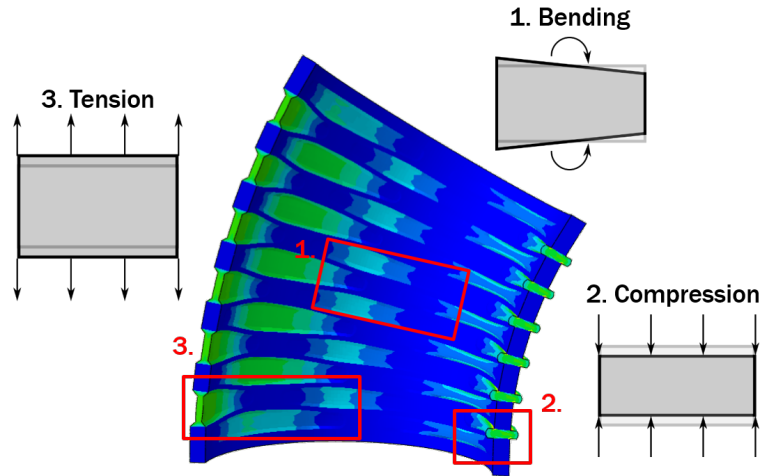 1. Bending
3. Tension
1.
2. Compression
3.
2.